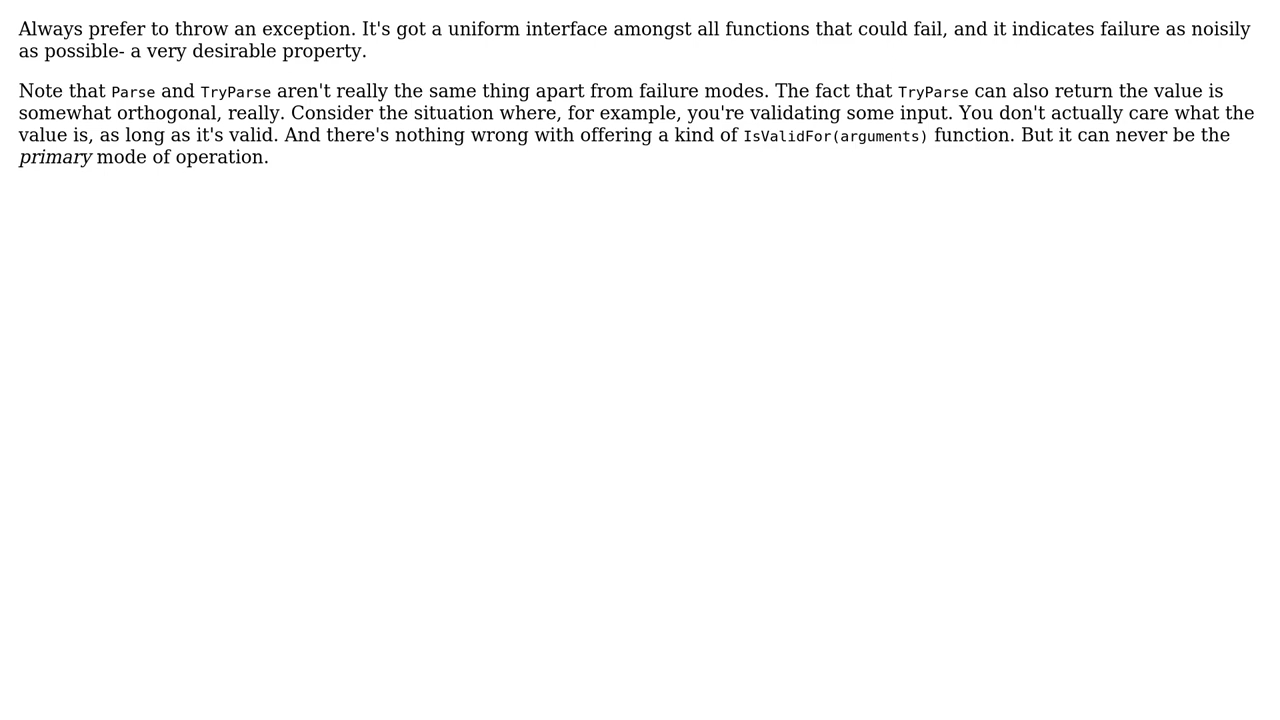 Always prefer to throw an exception. It's got a uniform interface amongst all functions that could fail, and it indicates failure as noisily
as possible- a very desirable property.
Note that Parse and TryParse aren't really the same thing apart from failure modes. The fact that TryParse can also return the value is
somewhat orthogonal, really. Consider the situation where, for example, you're validating some input. You don't actually care what the
value is, as long as it's valid. And there's nothing wrong with offering a kind of IsValidFor(arguments) function. But it can never be the
primary mode of operation.